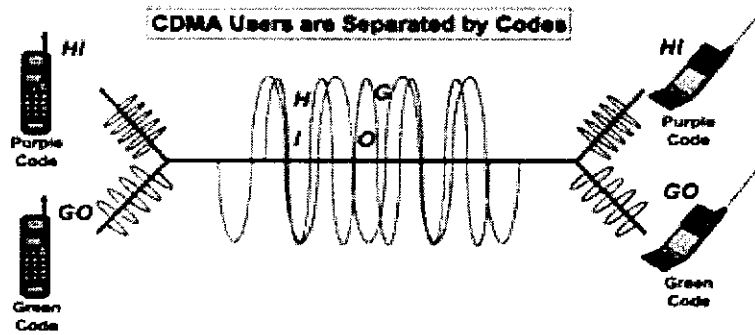 CDMA Users are Separated by Codes
HI
Purple
Code
GO
Green
Code
H
G
I
O
HI
Purple
Code
GO
Green
Code